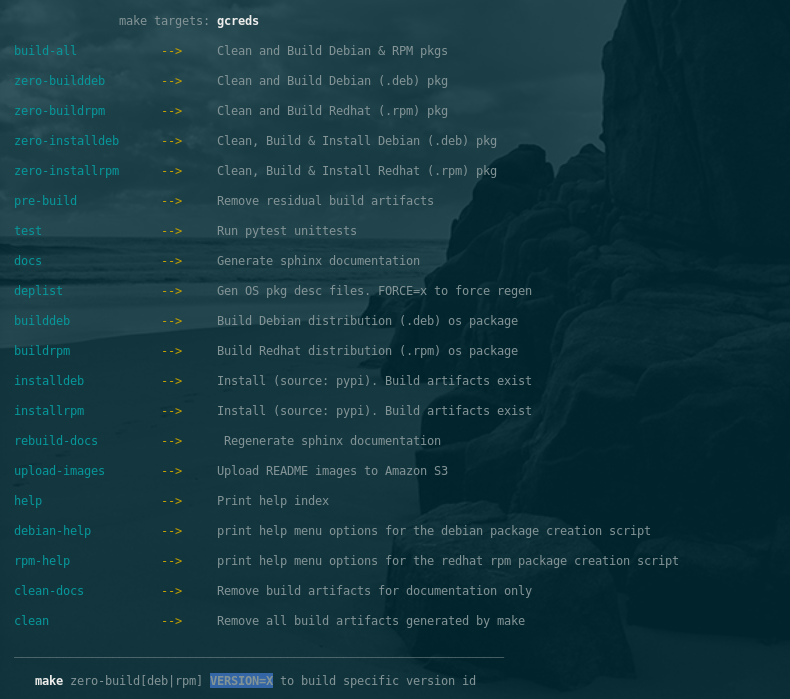 make targets: gcreds
build-all --> Clean and Build Debian & RPM pkgs
zero-builddeb --> Clean and Build Debian (.deb) pkg
zero-buildrpm --> Clean and Build Redhat (.rpm) pkg
zero-installdeb --> Clean, Build & Install Debian (.deb) pkg
zero-installrpm --> Clean, Build & Install Redhat (.rpm) pkg
pre-build --> Remove residual build artifacts
test --> Run pytest unittests
docs --> Generate sphinx documentation
deplist --> Gen OS pkg desc files. FORCE=x to force regen
builddeb --> Build Debian distribution (.deb) os package
buildrpm --> Build Redhat distribution (.rpm) os package
installdeb --> Install (source: pypi). Build artifacts exist
installrpm --> Install (source: pypi). Build artifacts exist
rebuild-docs --> Regenerate sphinx documentation
upload-images --> Upload README images to Amazon S3
help --> Print help index
debian-help --> print help menu options for the debian package creation script
rpm-help --> print help menu options for the redhat rpm package creation script
clean-docs --> Remove build artifacts for documentation only
clean --> Remove all build artifacts generated by make
make zero-build[deb|rpm] VERSION=X to build specific version id